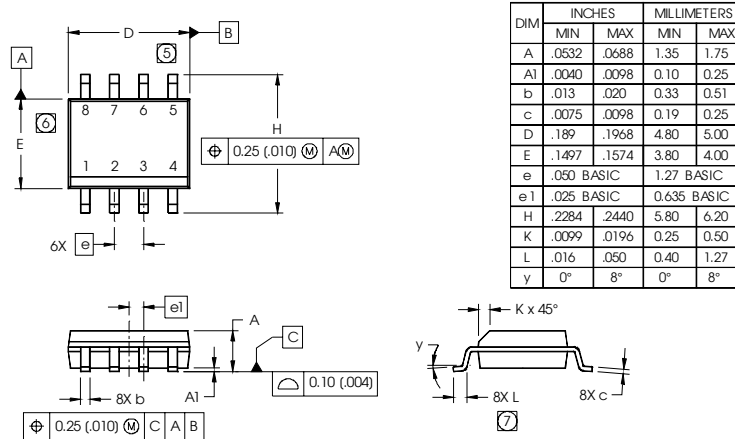 D
B
5
A
8 7 6 5
6
E
H
⌖ 0.25 (.010) Ⓜ AⓂ
1 2 3 4
6X e
e1
A
C
8X b
A1
⌓ 0.10 (.004)
⌖ 0.25 (.010) Ⓜ C A B
K x 45°
y
8X L
8X c
7
DIM INCHES MILLIMETERS
MIN MAX MIN MAX
A .0532 .0688 1.35 1.75
A1 .0040 .0098 0.10 0.25
b .013 .020 0.33 0.51
c .0075 .0098 0.19 0.25
D .189 .1968 4.80 5.00
E .1497 .1574 3.80 4.00
e .050 BASIC 1.27 BASIC
e1 .025 BASIC 0.635 BASIC
H .2284 .2440 5.80 6.20
K .0099 .0196 0.25 0.50
L .016 .050 0.40 1.27
y 0° 8° 0° 8°